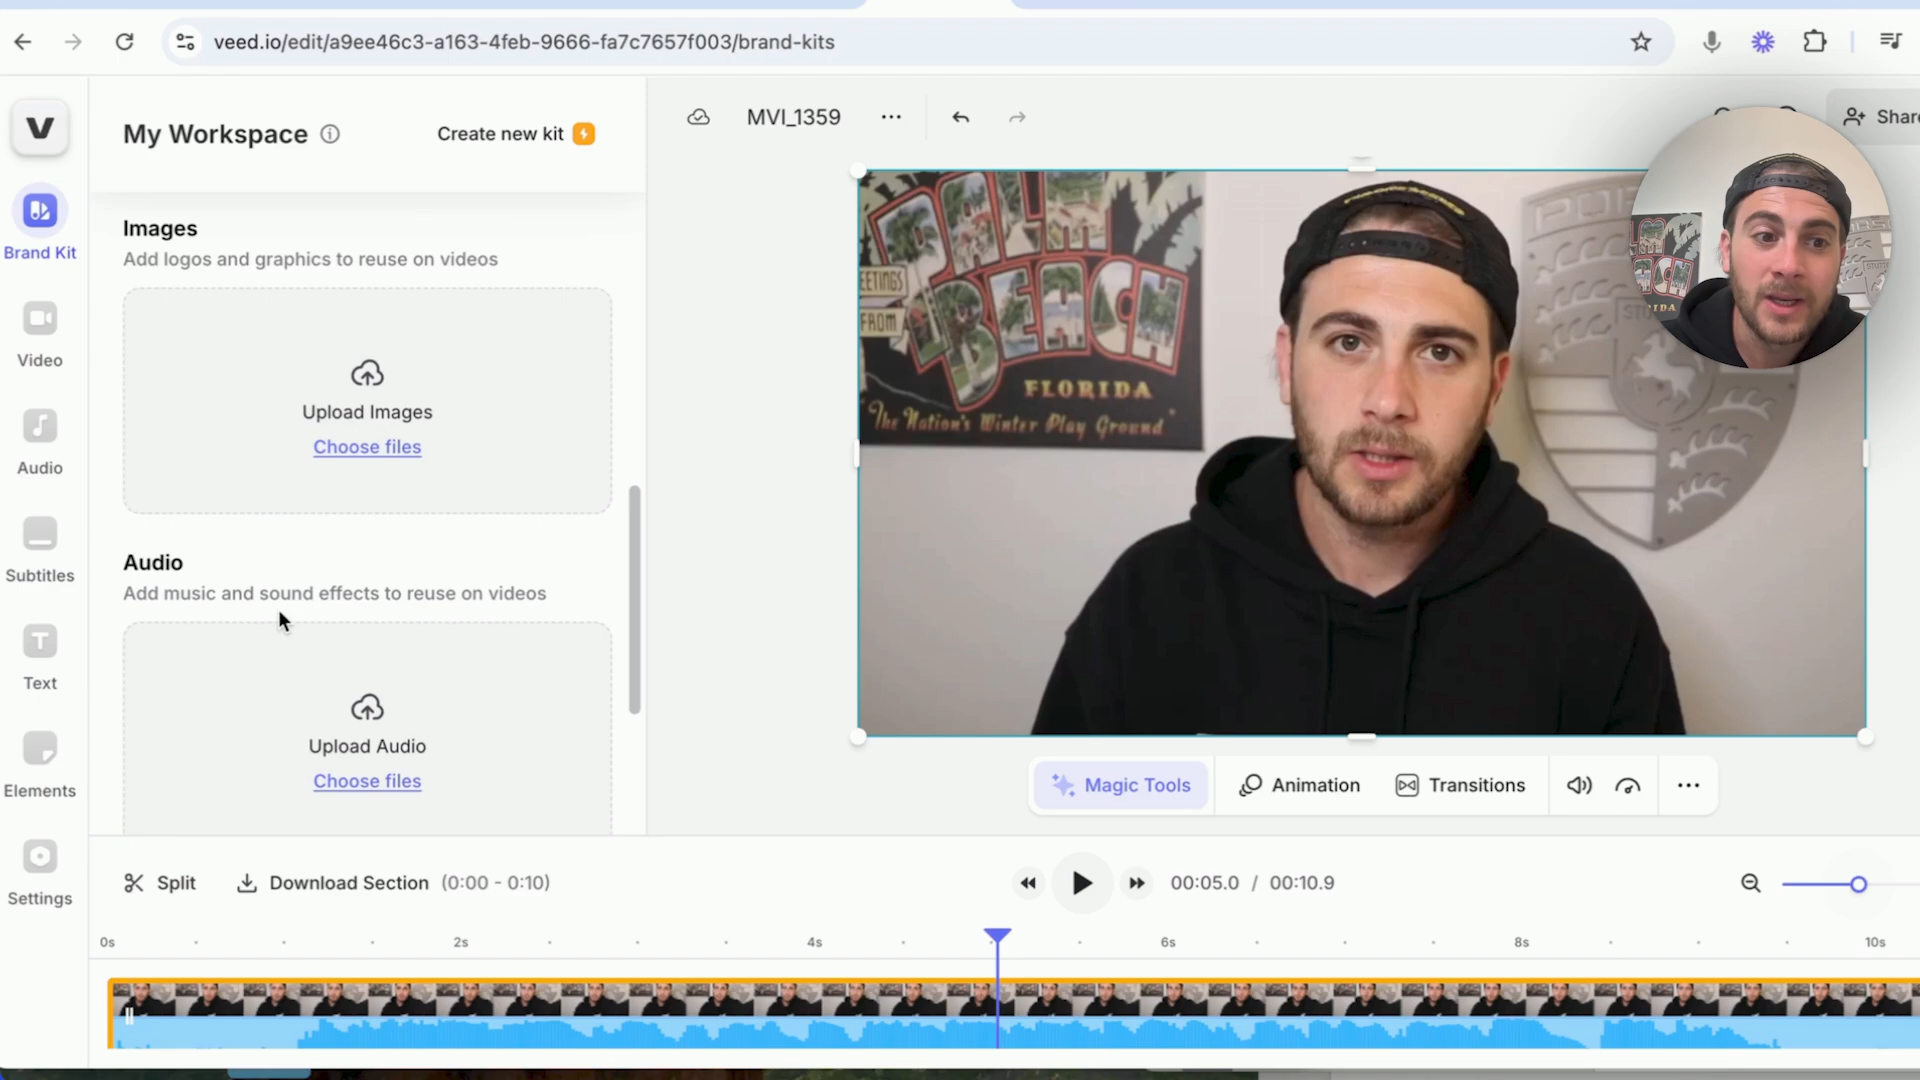 veed.io/edit/a9ee46c3-a163-4feb-9666-fa7c7657f003/brand-kits
My Workspace
Create new kit
MVI_1359
Share
Brand Kit
Video
Audio
Subtitles
Text
Elements
Settings
Images
Add logos and graphics to reuse on videos
Upload Images
Choose files
Audio
Add music and sound effects to reuse on videos
Upload Audio
Choose files
FROM
PALM
BEACH
FLORIDA
"The Nation's Winter Play Ground"
Magic Tools
Animation
Transitions
Split
Download Section (0:00 - 0:10)
00:05.0 / 00:10.9
0s
2s
4s
6s
8s
10s